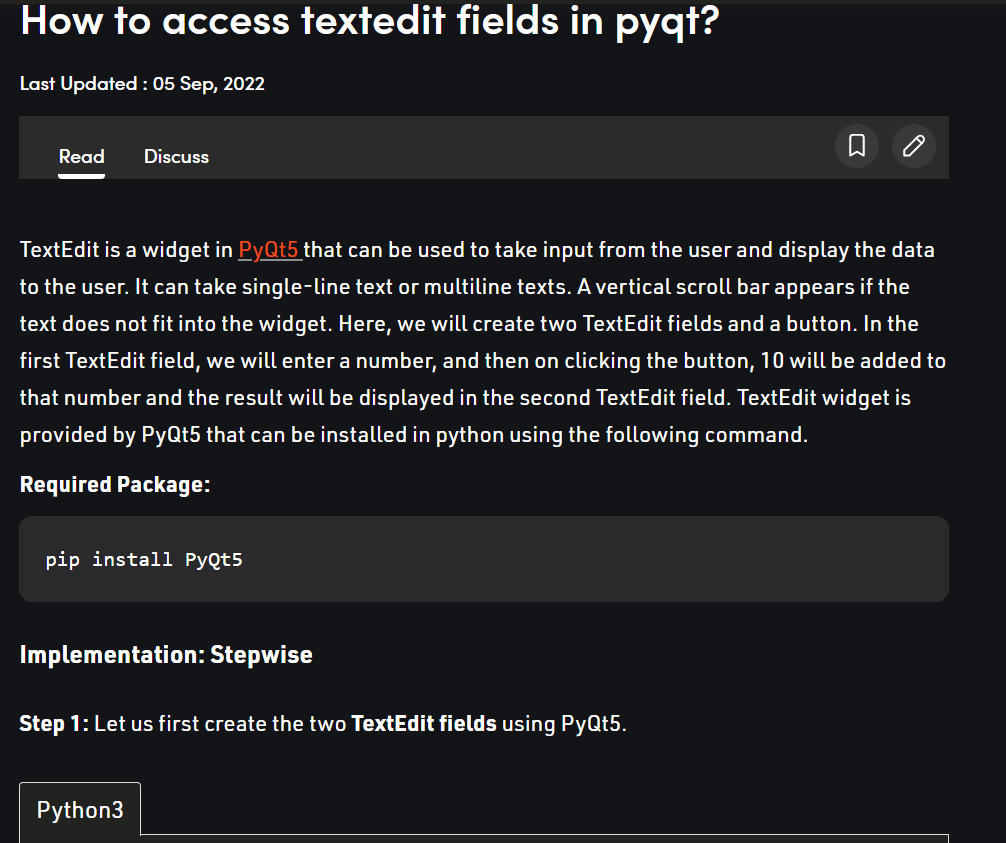 How to access textedit fields in pyqt?
Last Updated : 05 Sep, 2022
Read Discuss
TextEdit is a widget in PyQt5 that can be used to take input from the user and display the data
to the user. It can take single-line text or multiline texts. A vertical scroll bar appears if the
text does not fit into the widget. Here, we will create two TextEdit fields and a button. In the
first TextEdit field, we will enter a number, and then on clicking the button, 10 will be added to
that number and the result will be displayed in the second TextEdit field. TextEdit widget is
provided by PyQt5 that can be installed in python using the following command.
Required Package:
pip install PyQt5
Implementation: Stepwise
Step 1: Let us first create the two TextEdit fields using PyQt5.
Python3